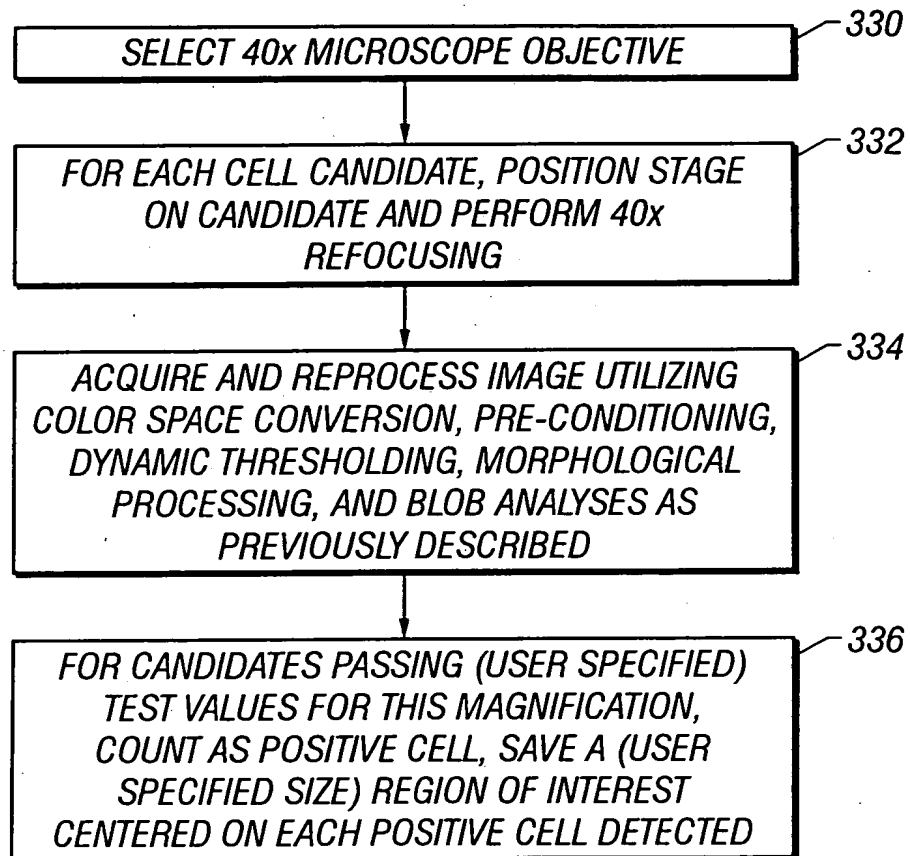 330
SELECT 40x MICROSCOPE OBJECTIVE
332
FOR EACH CELL CANDIDATE, POSITION STAGE
ON CANDIDATE AND PERFORM 40x
REFOCUSING
334
ACQUIRE AND REPROCESS IMAGE UTILIZING
COLOR SPACE CONVERSION, PRE-CONDITIONING,
DYNAMIC THRESHOLDING, MORPHOLOGICAL
PROCESSING, AND BLOB ANALYSES AS
PREVIOUSLY DESCRIBED
336
FOR CANDIDATES PASSING (USER SPECIFIED)
TEST VALUES FOR THIS MAGNIFICATION,
COUNT AS POSITIVE CELL, SAVE A (USER
SPECIFIED SIZE) REGION OF INTEREST
CENTERED ON EACH POSITIVE CELL DETECTED